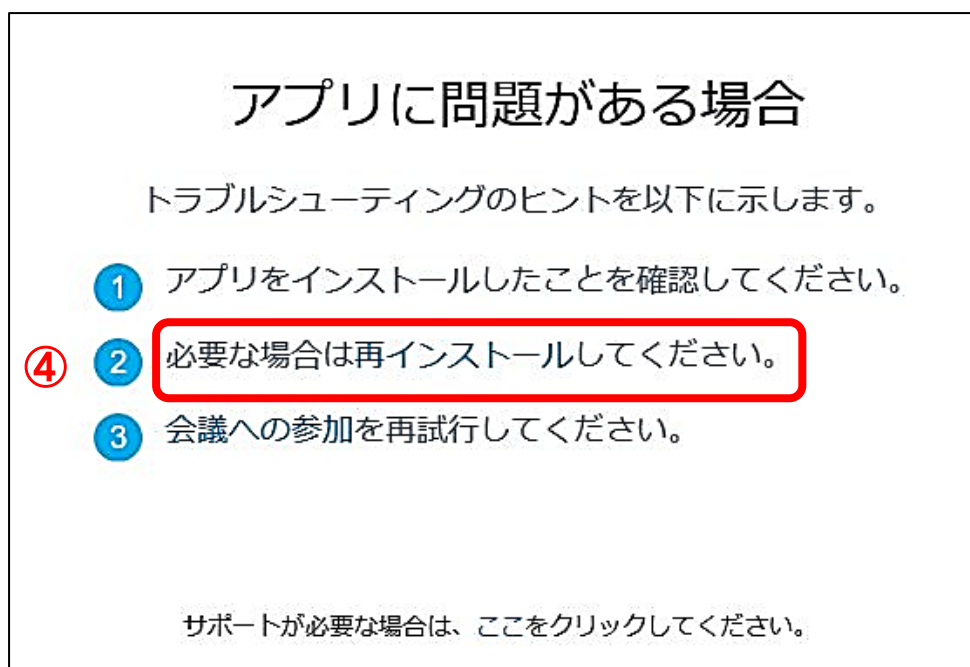 アプリに問題がある場合
トラブルシューティングのヒントを以下に示します。
1 アプリをインストールしたことを確認してください。
④ 2 必要な場合は再インストールしてください。
3 会議への参加を再試行してください。
サポートが必要な場合は、ここをクリックしてください。